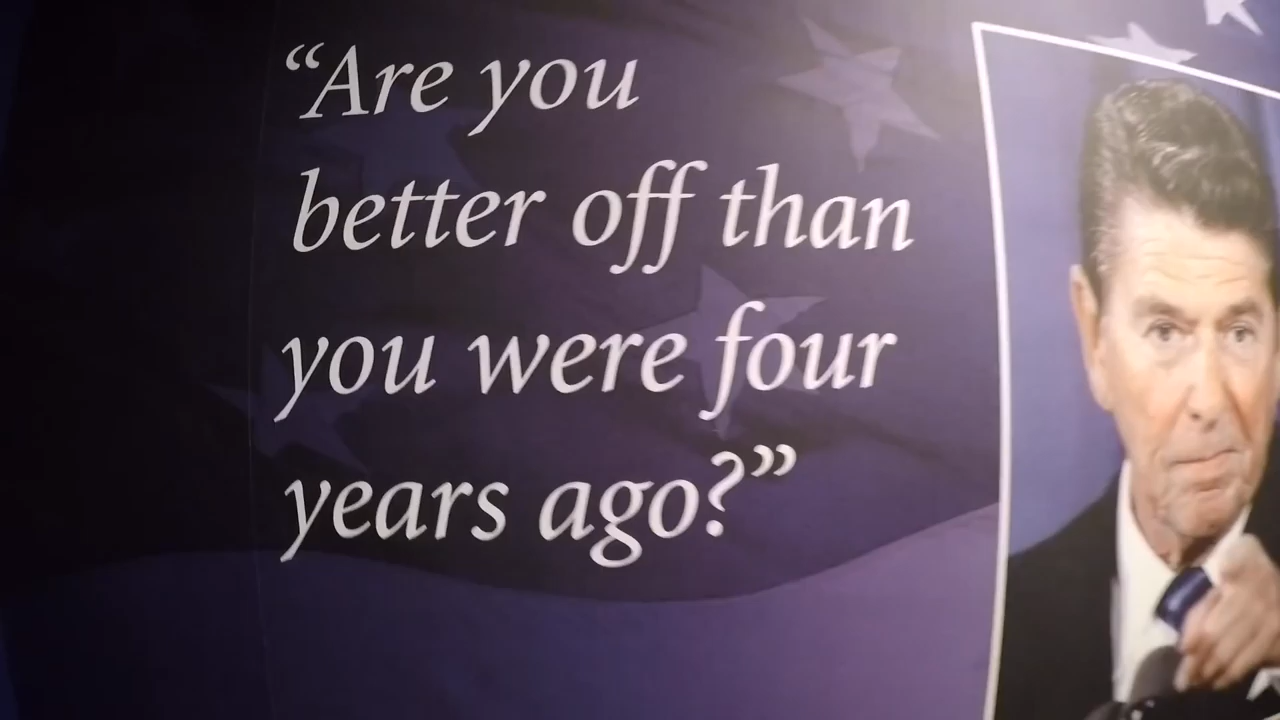 “Are you
better off than
you were four
years ago?”